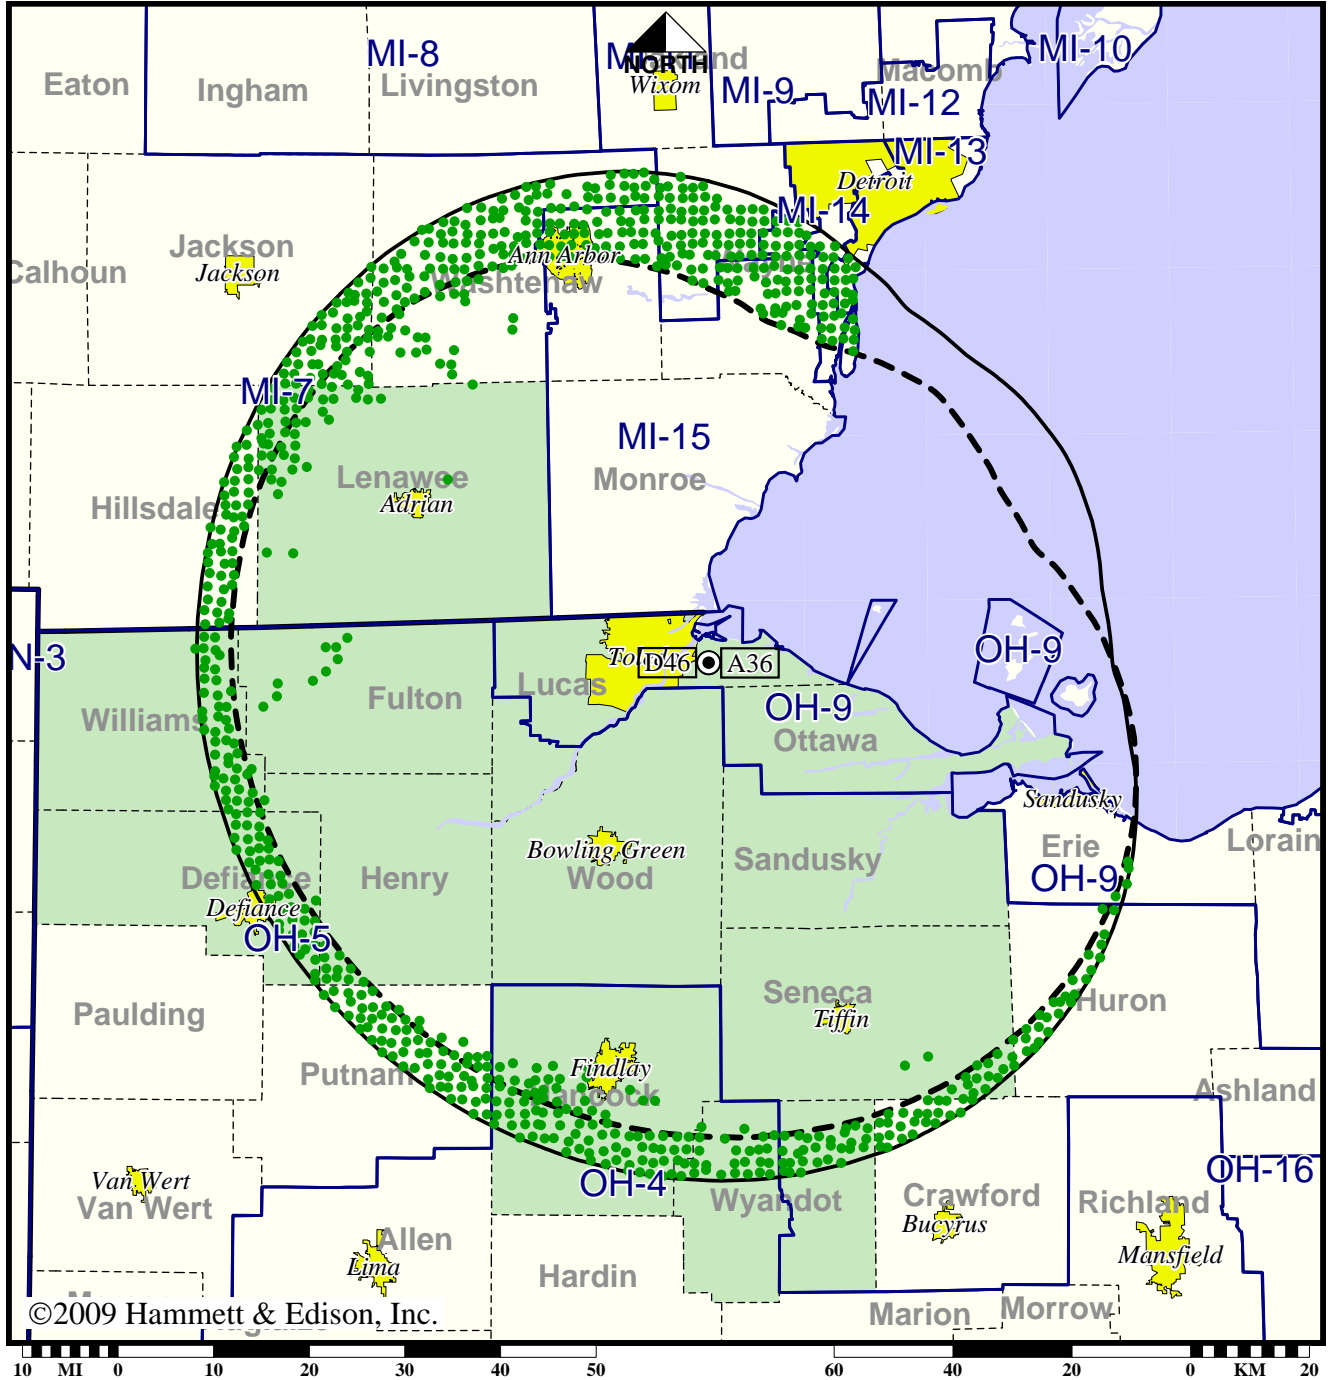 MI-8
MI-10
Eaton
Ingham
Livingston
NORTH
Wixom
MI-9
Macomb
MI-12
MI-13
Detroit
MI-14
Jackson
Jackson
Calhoun
Ann Arbor
Washtenaw
MI-7
MI-15
Lenawee
Adrian
Monroe
Hillsdale
N-3
D46
A36
OH-9
Lucas
Fulton
Williams
OH-9
Ottawa
Sandusky
Erie
Lorain
OH-9
Bowling Green
Wood
Sandusky
Henry
Defiance
Defiance
OH-5
Paulding
Seneca
Tiffin
Huron
Putnam
Findlay
Hancock
Ashland
Van Wert
Van Wert
OH-4
Wyandot
Crawford
Bucyrus
Richland
Mansfield
OH-16
Allen
Lima
Hardin
Marion
Morrow
©2009 Hammett & Edison, Inc.
10 MI 0 10 20 30 40 50 60 40 20 0 KM 20